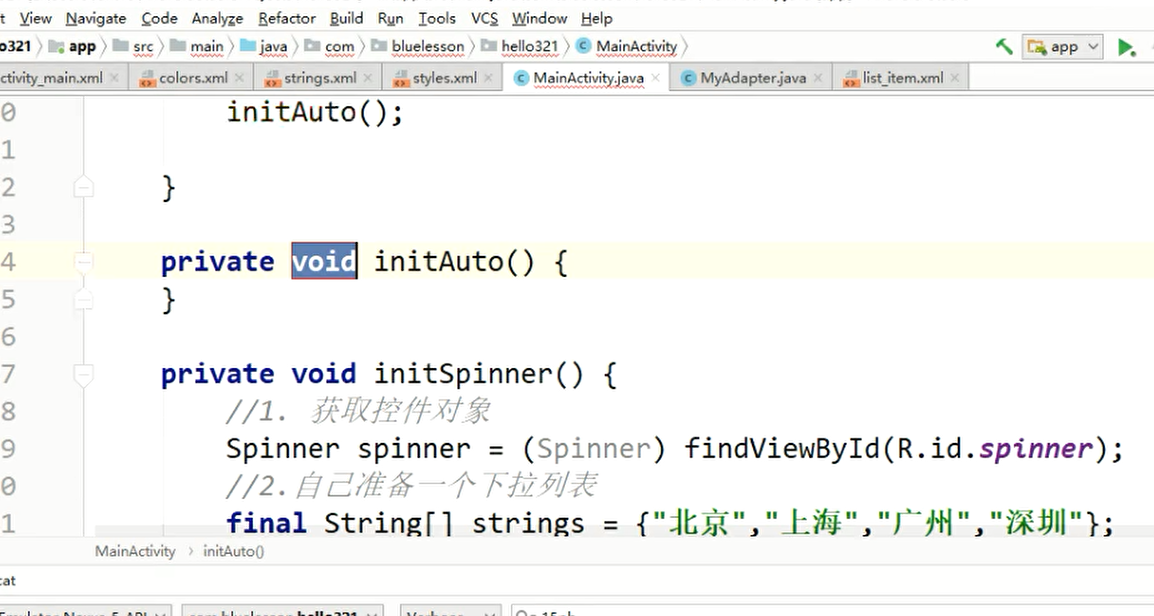 View Navigate Code Analyze Refactor Build Run Tools VCS Window Help
o321 app src main java com bluelesson hello321 MainActivity app
ctivity_main.xml colors.xml strings.xml styles.xml MainActivity.java MyAdapter.java list_item.xml
0 initAuto();
1
2 }
3
4 private void initAuto() {
5 }
6
7 private void initSpinner() {
8 //1. 获取控件对象
9 Spinner spinner = (Spinner) findViewById(R.id.spinner);
0 //2.自己准备一个下拉列表
1 final String[] strings = {"北京","上海","广州","深圳"};
MainActivity initAuto()
cat